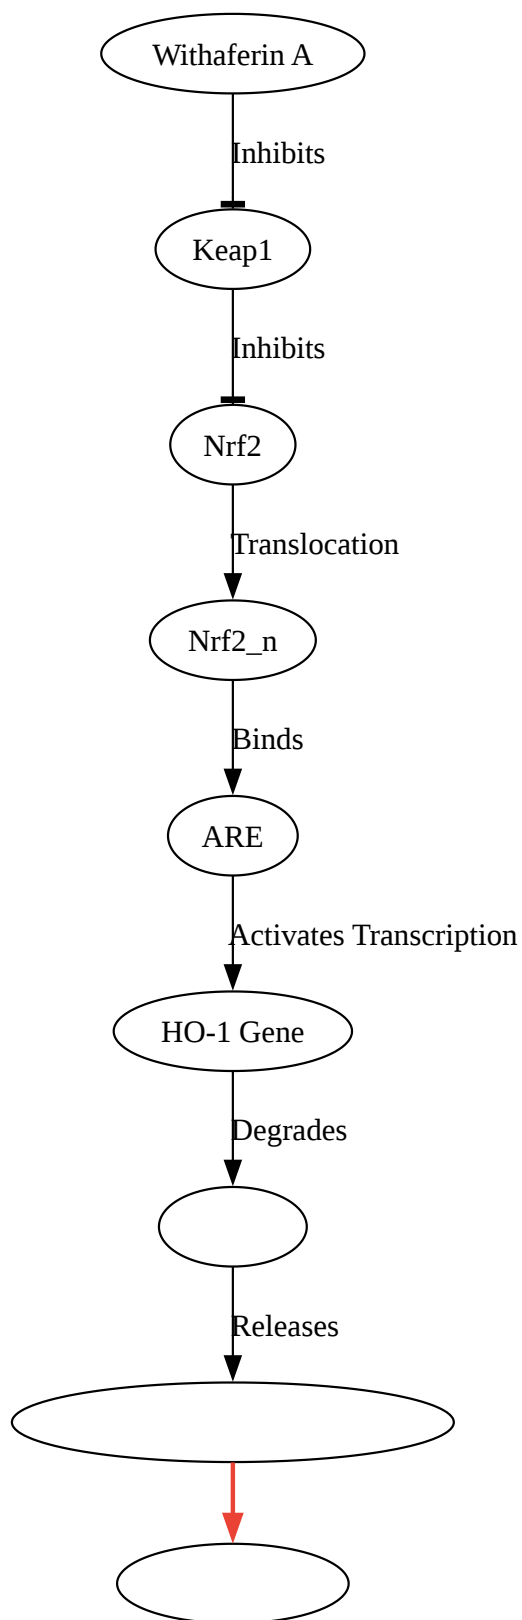 Withaferin A
Inhibits
Keap1
Inhibits
Nrf2
Translocation
Nrf2_n
Binds
ARE
Activates Transcription
HO-1 Gene
Degrades
Releases